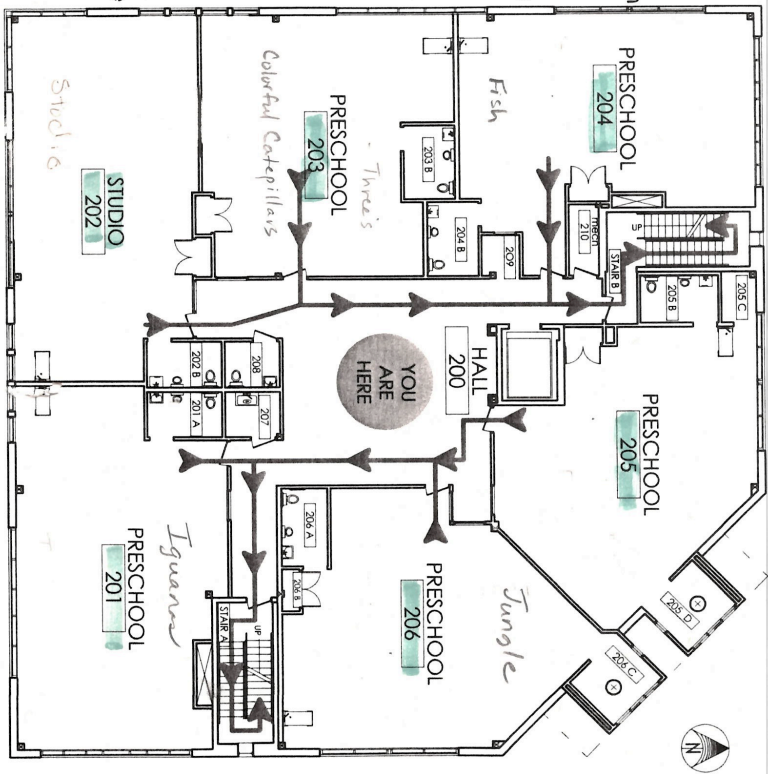 PRESCHOOL
204
Fish
PRESCHOOL
203
Colorful Catepillars
- Three's
STUDIO
202
Studio
203 B
204 B
209
mech
210
UP
STAIR B
205 B
205 C
HALL
200
YOU
ARE
HERE
208
202 B
201 A
207
PRESCHOOL
205
205 D
206 C
PRESCHOOL
206
Jungle
206 A
206 B
UP
STAIR A
PRESCHOOL
201
Iguanas
N